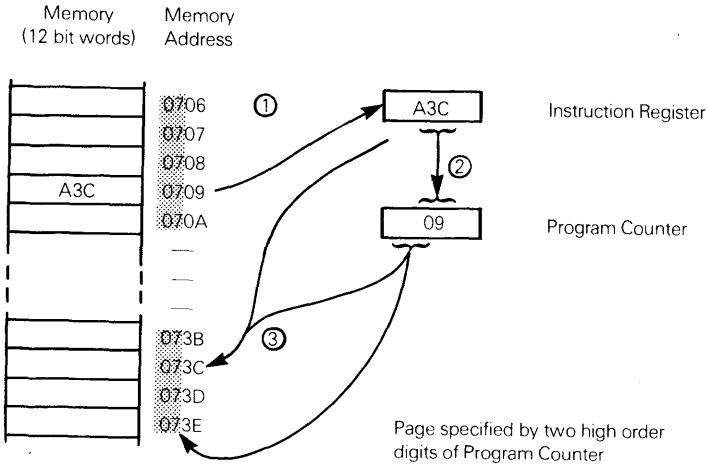 Memory
(12 bit words)
Memory
Address
0706
0707
0708
0709
070A
A3C
①
A3C
Instruction Register
②
09
Program Counter
③
073B
073C
073D
073E
Page specified by two high order
digits of Program Counter